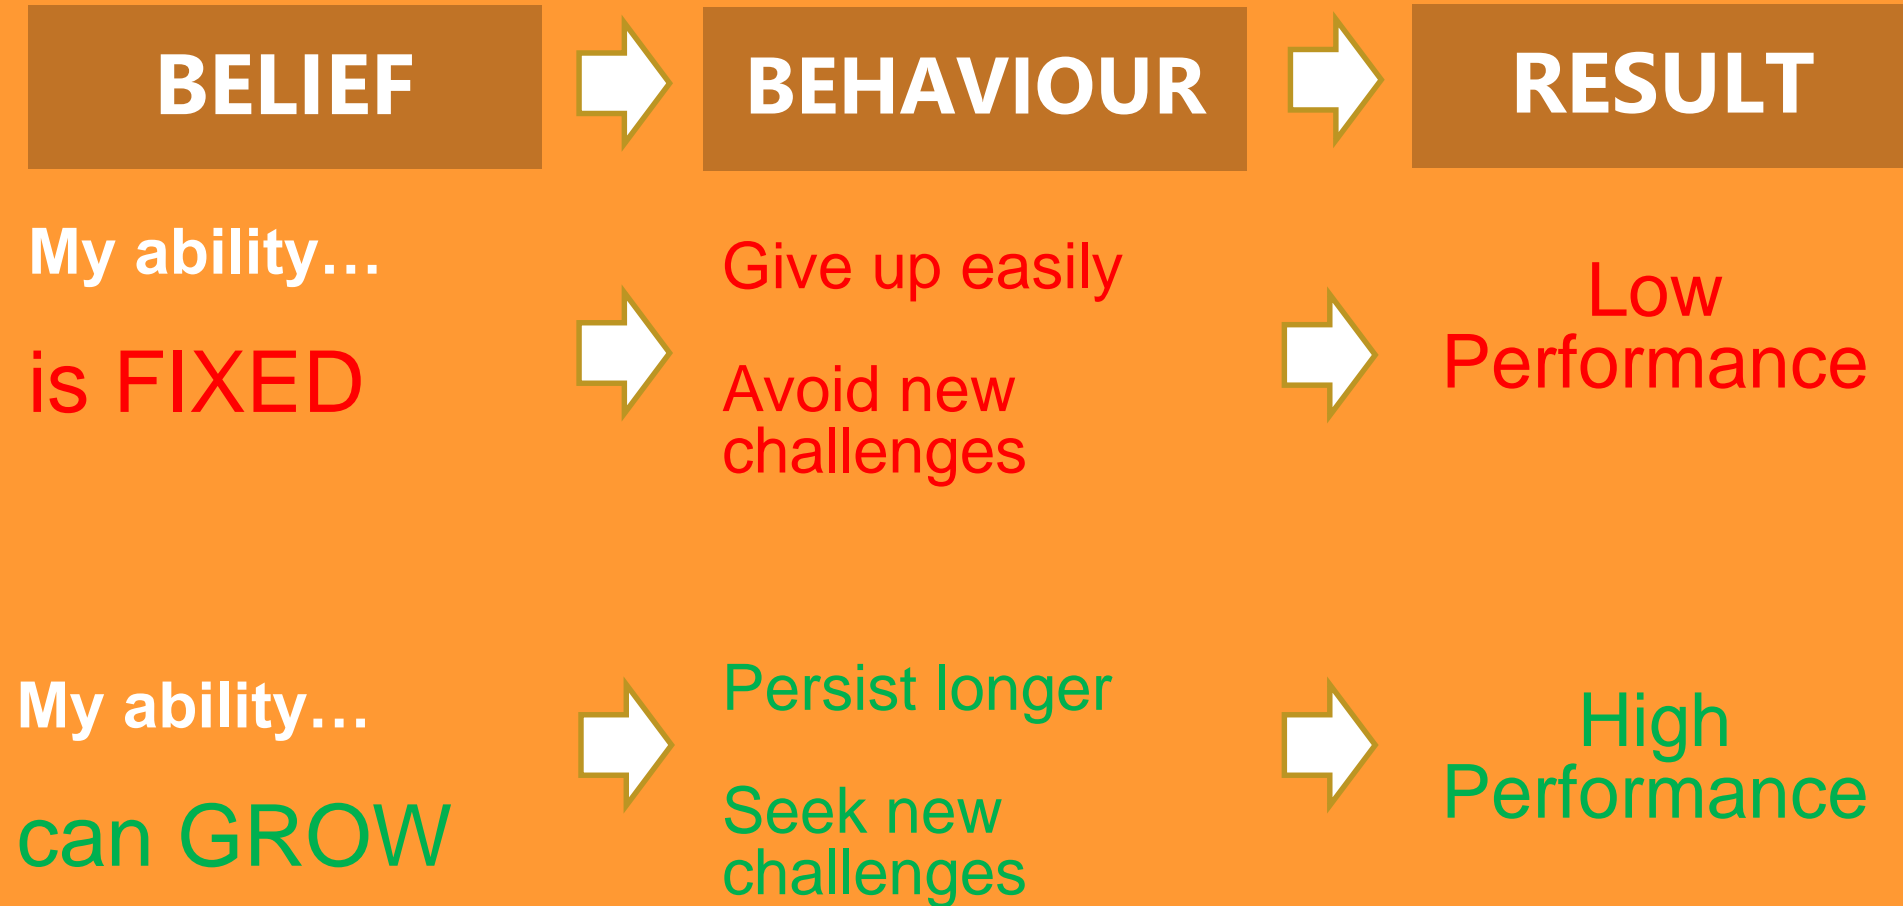 BELIEF
BEHAVIOUR
RESULT
My ability…
is FIXED
Give up easily
Avoid new
challenges
Low
Performance
My ability…
can GROW
Persist longer
Seek new
challenges
High
Performance